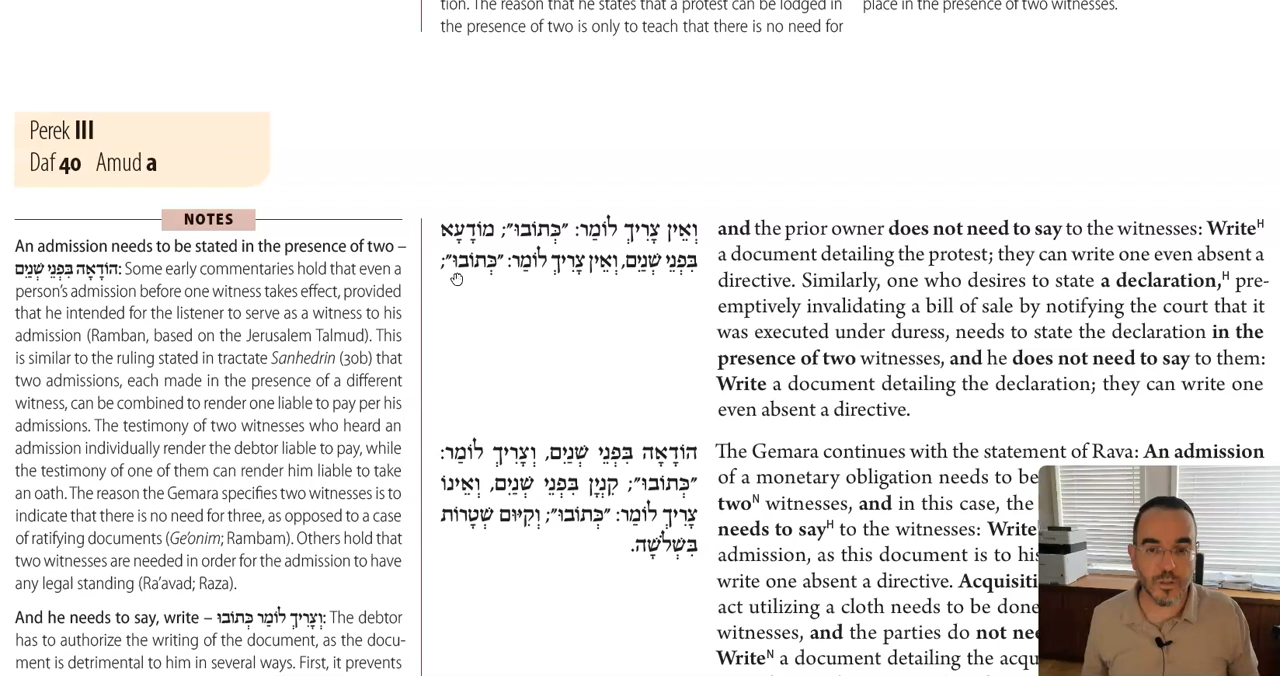 tion. The reason that he states that a protest can be lodged in
the presence of two is only to teach that there is no need for
place in the presence of two witnesses.
Perek III
Daf 40 Amud a
NOTES
An admission needs to be stated in the presence of two –
הוֹדָאָה בִּפְנֵי שְׁנַיִם: Some early commentaries hold that even a
person's admission before one witness takes effect, provided
that he intended for the listener to serve as a witness to his
admission (Ramban, based on the Jerusalem Talmud). This
is similar to the ruling stated in tractate Sanhedrin (30b) that
two admissions, each made in the presence of a different
witness, can be combined to render one liable to pay per his
admissions. The testimony of two witnesses who heard an
admission individually render the debtor liable to pay, while
the testimony of one of them can render him liable to take
an oath. The reason the Gemara specifies two witnesses is to
indicate that there is no need for three, as opposed to a case
of ratifying documents (Ge'onim; Rambam). Others hold that
two witnesses are needed in order for the admission to have
any legal standing (Ra'avad; Raza).
And he needs to say, write – וְצָרִיךְ לוֹמַר כְּתוֹבוּ: The debtor
has to authorize the writing of the document, as the docu-
ment is detrimental to him in several ways. First, it prevents
וְאֵין צָרִיךְ לוֹמַר: ״כְּתוֹבוּ״; מוֹדָעָא
בִּפְנֵי שְׁנַיִם, וְאֵין צָרִיךְ לוֹמַר: ״כְּתוֹבוּ״;
הוֹדָאָה בִּפְנֵי שְׁנַיִם, וְצָרִיךְ לוֹמַר:
״כְּתוֹבוּ״; קִנְיָן בִּפְנֵי שְׁנַיִם, וְאֵינוֹ
צָרִיךְ לוֹמַר: ״כְּתוֹבוּ״; וְקִיּוּם שְׁטָרוֹת
בִּשְׁלֹשָׁה.
and the prior owner does not need to say to the witnesses: Write^H
a document detailing the protest; they can write one even absent a
directive. Similarly, one who desires to state a declaration,^H pre-
emptively invalidating a bill of sale by notifying the court that it
was executed under duress, needs to state the declaration in the
presence of two witnesses, and he does not need to say to them:
Write a document detailing the declaration; they can write one
even absent a directive.
The Gemara continues with the statement of Rava: An admission
of a monetary obligation needs to be
two^N witnesses, and in this case, the
needs to say^H to the witnesses: Write
admission, as this document is to his
write one absent a directive.
act utilizing a cloth needs to be done
witnesses, and the parties do not
Write^N a document detailing the